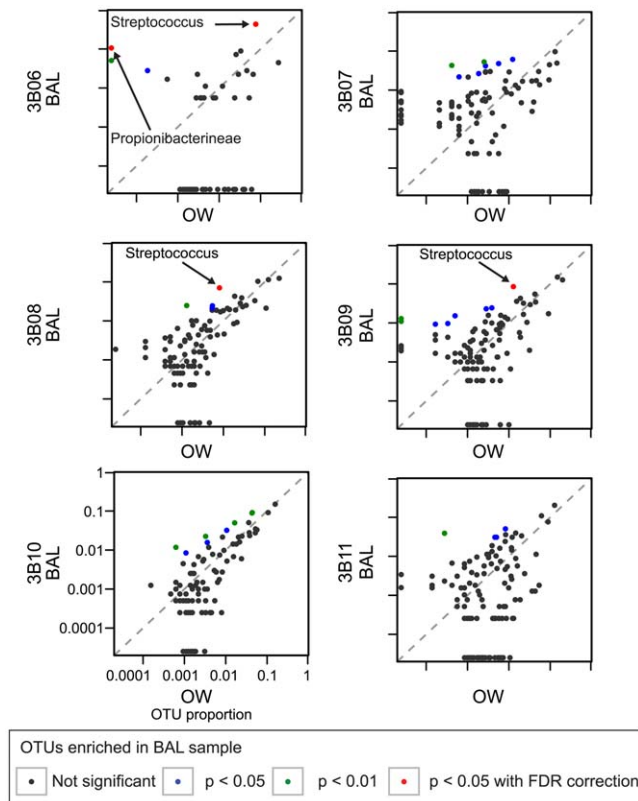 Streptococcus
3B06
BAL
Propionibacterineae
OW
3B07
BAL
OW
Streptococcus
3B08
BAL
OW
Streptococcus
3B09
BAL
OW
1
0.1
0.01
0.001
0.0001
3B10
BAL
0.0001 0.001 0.01 0.1 1
OW
OTU proportion
3B11
BAL
OW
OTUs enriched in BAL sample
Not significant p < 0.05 p < 0.01 p < 0.05 with FDR correction